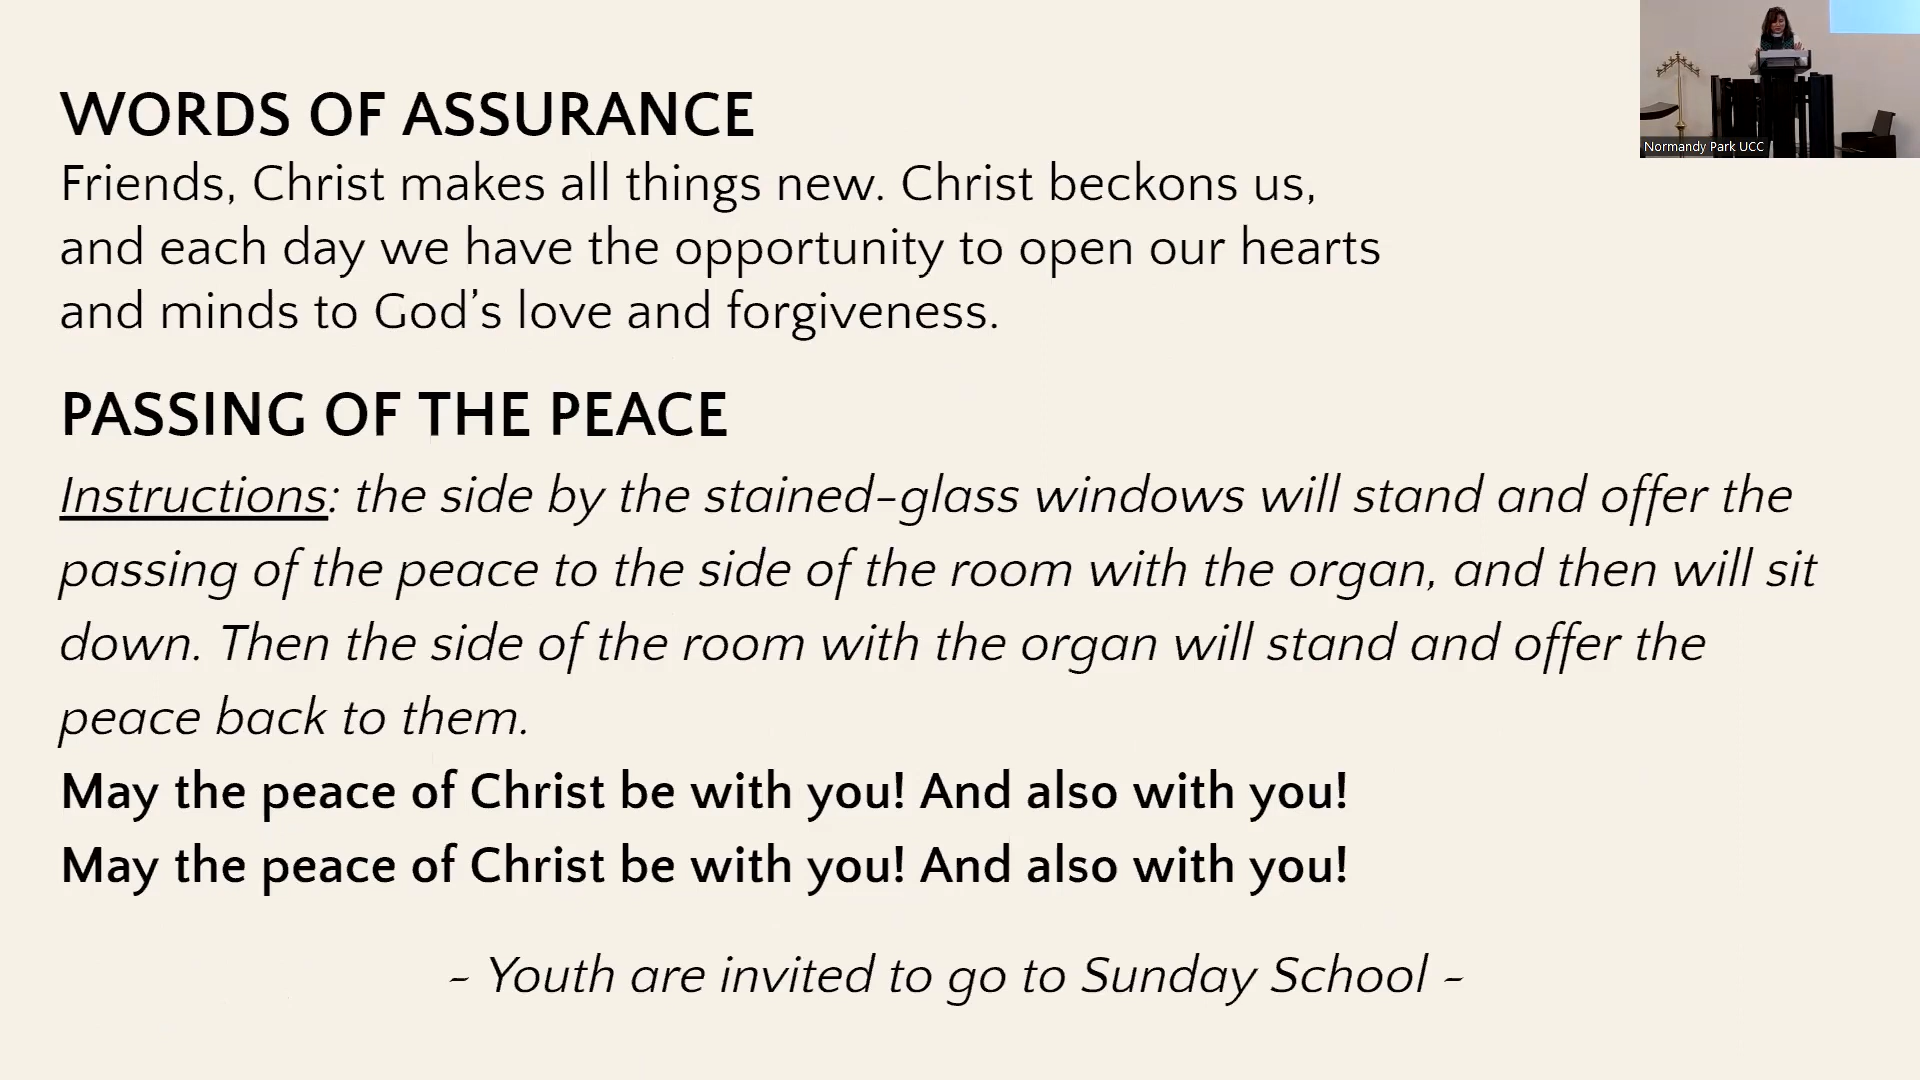 WORDS OF ASSURANCE
Friends, Christ makes all things new. Christ beckons us,
and each day we have the opportunity to open our hearts
and minds to God’s love and forgiveness.
PASSING OF THE PEACE
Instructions: the side by the stained-glass windows will stand and offer the
passing of the peace to the side of the room with the organ, and then will sit
down. Then the side of the room with the organ will stand and offer the
peace back to them.
May the peace of Christ be with you! And also with you!
May the peace of Christ be with you! And also with you!
- Youth are invited to go to Sunday School -
Normandy Park UCC